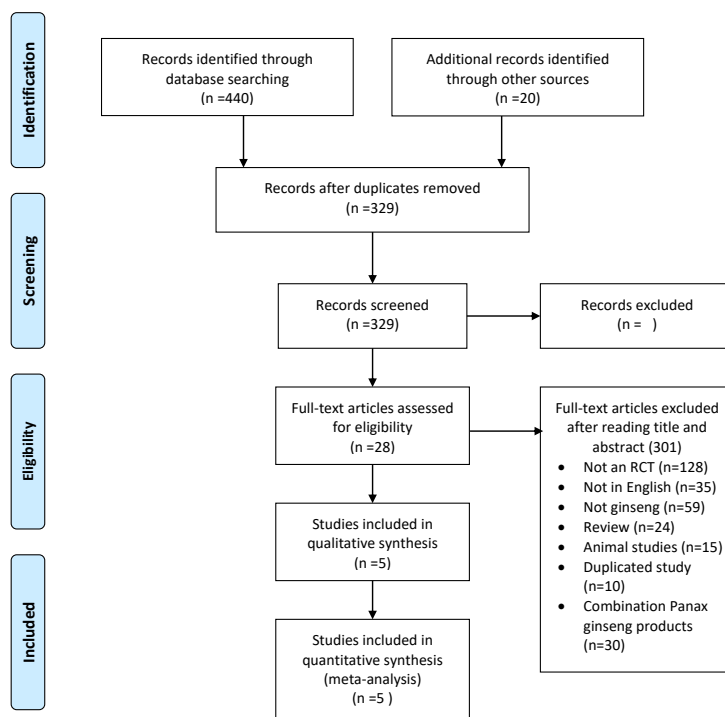 Identification
Records identified through
database searching
(n =440)
Additional records identified
through other sources
(n =20)
Records after duplicates removed
(n =329)
Screening
Records screened
(n =329)
Records excluded
(n = )
Eligibility
Full-text articles assessed
for eligibility
(n =28)
Full-text articles excluded
after reading title and
abstract (301)
• Not an RCT (n=128)
• Not in English (n=35)
• Not ginseng (n=59)
• Review (n=24)
• Animal studies (n=15)
• Duplicated study
(n=10)
• Combination Panax
ginseng products
(n=30)
Studies included in
qualitative synthesis
(n =5)
Included
Studies included in
quantitative synthesis
(meta-analysis)
(n =5 )